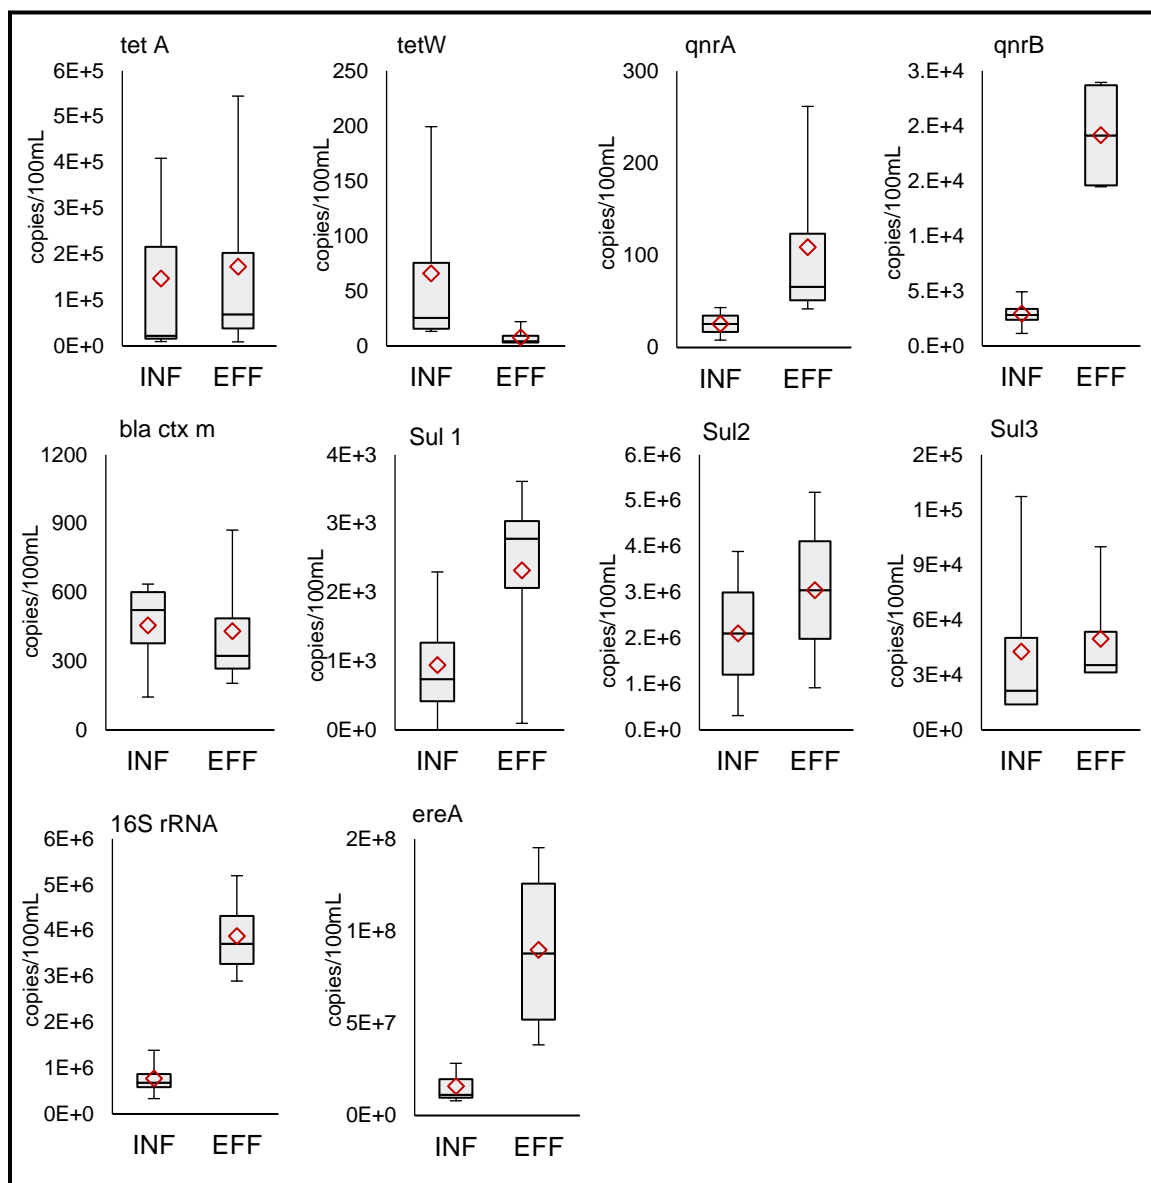 tet A
6E+5
5E+5
4E+5
3E+5
2E+5
1E+5
0E+0
copies/100mL
INF EFF
tetW
250
200
150
100
50
0
copies/100mL
INF EFF
qnrA
300
200
100
0
copies/100mL
INF EFF
qnrB
3.E+4
2.E+4
2.E+4
1.E+4
5.E+3
0.E+0
copies/100mL
INF EFF
bla ctx m
1200
900
600
300
0
copies/100mL
INF EFF
Sul 1
4E+3
3E+3
2E+3
1E+3
0E+0
copies/100mL
INF EFF
Sul2
6.E+6
5.E+6
4.E+6
3.E+6
2.E+6
1.E+6
0.E+0
copies/100mL
INF EFF
Sul3
2E+5
1E+5
9E+4
6E+4
3E+4
0E+0
copies/100mL
INF EFF
16S rRNA
6E+6
5E+6
4E+6
3E+6
2E+6
1E+6
0E+0
copies/100mL
INF EFF
ereA
2E+8
1E+8
5E+7
0E+0
copies/100mL
INF EFF